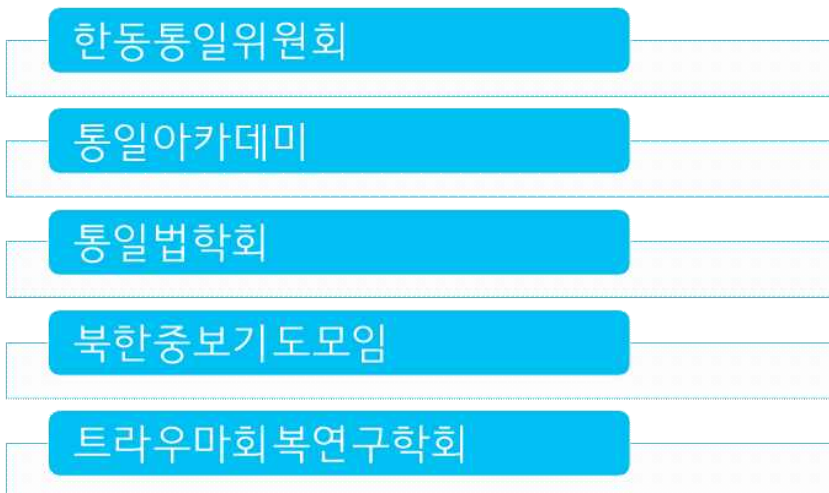 한동통일위원회
통일아카데미
통일법학회
북한중보기도모임
트라우마회복연구학회